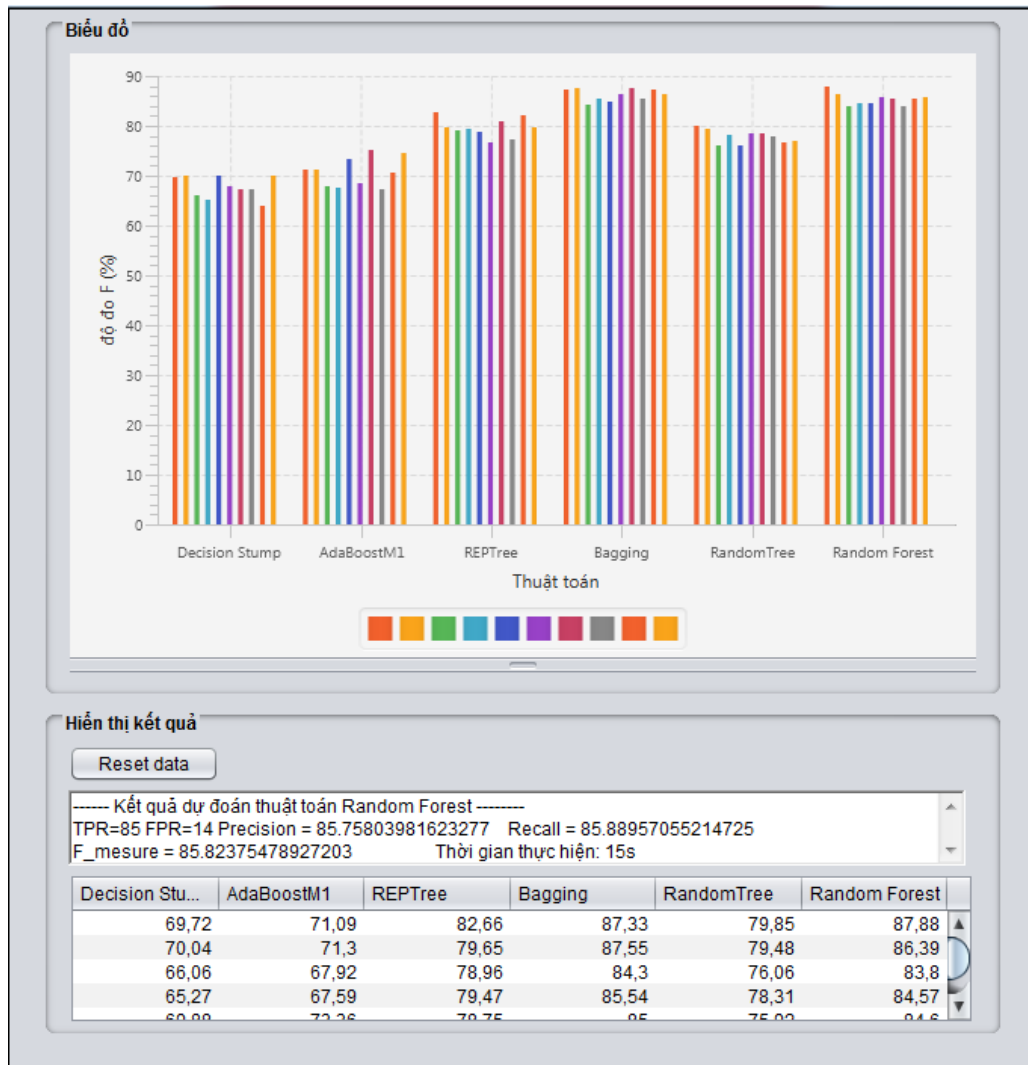 Biểu đồ
90
80
70
60
50
40
30
20
10
0
độ đo F (%)
Decision Stump AdaBoostM1 REPTree Bagging RandomTree Random Forest
Thuật toán
Hiển thị kết quả
Reset data
------ Kết quả dự đoán thuật toán Random Forest --------
TPR=85 FPR=14 Precision = 85.75803981623277 Recall = 85.88957055214725
F_mesure = 85.82375478927203 Thời gian thực hiện: 15s
Decision Stu... AdaBoostM1 REPTree Bagging RandomTree Random Forest
69,72 71,09 82,66 87,33 79,85 87,88
70,04 71,3 79,65 87,55 79,48 86,39
66,06 67,92 78,96 84,3 76,06 83,8
65,27 67,59 79,47 85,54 78,31 84,57